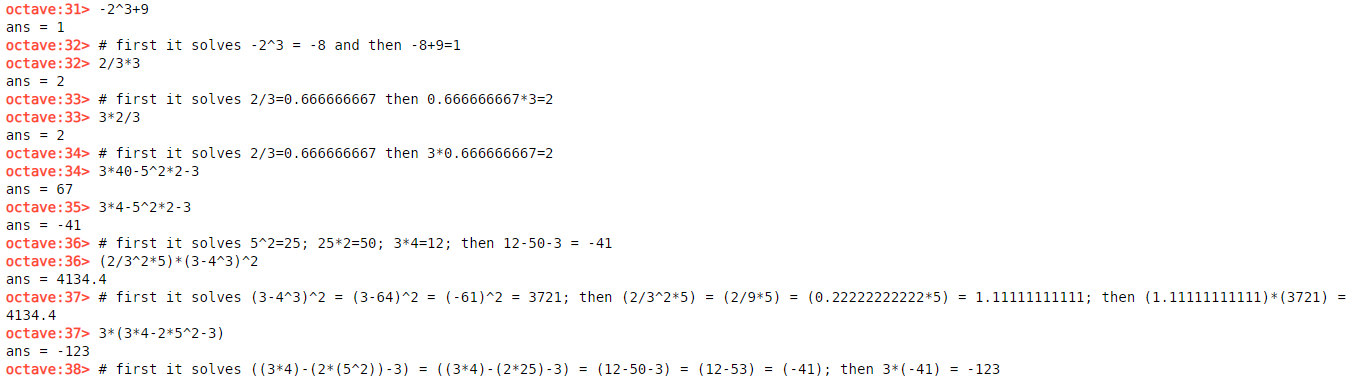 octave:31> -2^3+9
ans = 1
octave:32> # first it solves -2^3 = -8 and then -8+9=1
octave:32> 2/3*3
ans = 2
octave:33> # first it solves 2/3=0.666666667 then 0.666666667*3=2
octave:33> 3*2/3
ans = 2
octave:34> # first it solves 2/3=0.666666667 then 3*0.666666667=2
octave:34> 3*40-5^2*2-3
ans = 67
octave:35> 3*4-5^2*2-3
ans = -41
octave:36> # first it solves 5^2=25; 25*2=50; 3*4=12; then 12-50-3 = -41
octave:36> (2/3^2*5)*(3-4^3)^2
ans = 4134.4
octave:37> # first it solves (3-4^3)^2 = (3-64)^2 = (-61)^2 = 3721; then (2/3^2*5) = (2/9*5) = (0.22222222222*5) = 1.11111111111; then (1.11111111111)*(3721) =
4134.4
octave:37> 3*(3*4-2*5^2-3)
ans = -123
octave:38> # first it solves ((3*4)-(2*(5^2))-3) = ((3*4)-(2*25)-3) = (12-50-3) = (12-53) = (-41); then 3*(-41) = -123